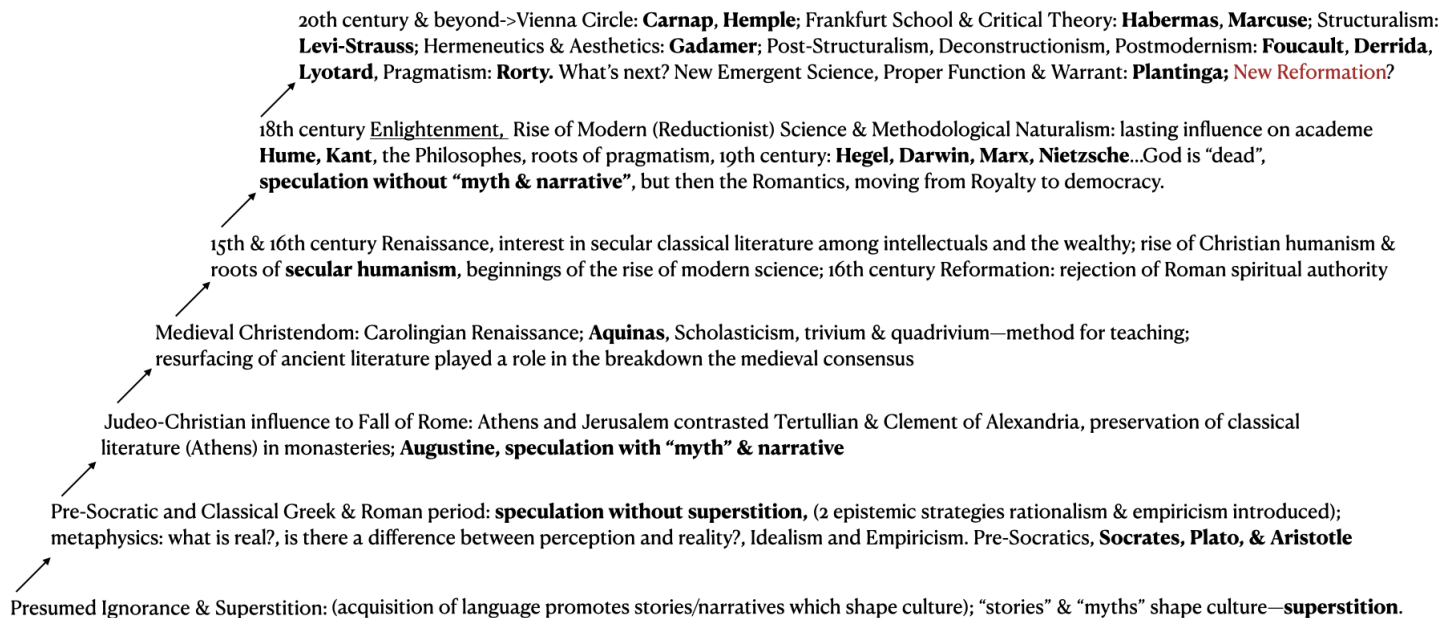 20th century & beyond->Vienna Circle: Carnap, Hemple; Frankfurt School & Critical Theory: Habermas, Marcuse; Structuralism:
Levi-Strauss; Hermeneutics & Aesthetics: Gadamer; Post-Structuralism, Deconstructionism, Postmodernism: Foucault, Derrida,
Lyotard, Pragmatism: Rorty. What’s next? New Emergent Science, Proper Function & Warrant: Plantinga; New Reformation?
18th century Enlightenment, Rise of Modern (Reductionist) Science & Methodological Naturalism: lasting influence on academe
Hume, Kant, the Philosophes, roots of pragmatism, 19th century: Hegel, Darwin, Marx, Nietzsche...God is “dead”,
speculation without “myth & narrative”, but then the Romantics, moving from Royalty to democracy.
15th & 16th century Renaissance, interest in secular classical literature among intellectuals and the wealthy; rise of Christian humanism &
roots of secular humanism, beginnings of the rise of modern science; 16th century Reformation: rejection of Roman spiritual authority
Medieval Christendom: Carolingian Renaissance; Aquinas, Scholasticism, trivium & quadrivium—method for teaching;
resurfacing of ancient literature played a role in the breakdown the medieval consensus
Judeo-Christian influence to Fall of Rome: Athens and Jerusalem contrasted Tertullian & Clement of Alexandria, preservation of classical
literature (Athens) in monasteries; Augustine, speculation with “myth” & narrative
Pre-Socratic and Classical Greek & Roman period: speculation without superstition, (2 epistemic strategies rationalism & empiricism introduced);
metaphysics: what is real?, is there a difference between perception and reality?, Idealism and Empiricism. Pre-Socratics, Socrates, Plato, & Aristotle
Presumed Ignorance & Superstition: (acquisition of language promotes stories/narratives which shape culture); “stories” & “myths” shape culture—superstition.